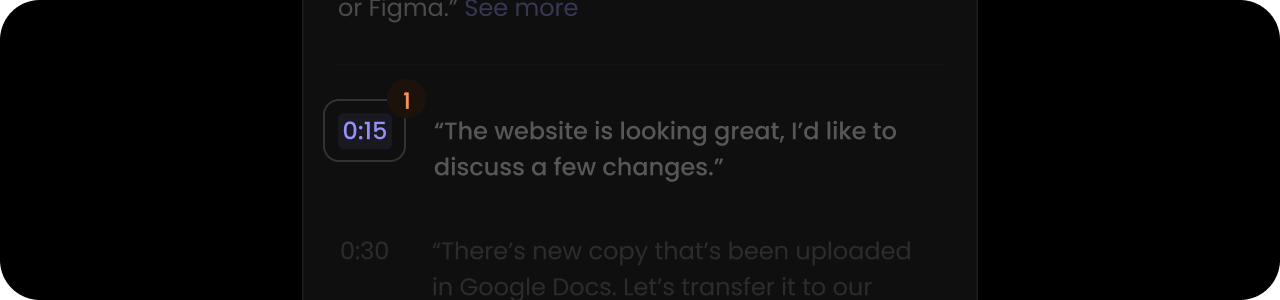 or Figma.” See more
1
0:15
“The website is looking great, I’d like to
discuss a few changes.”
0:30
“There’s new copy that’s been uploaded
in Google Docs. Let’s transfer it to our